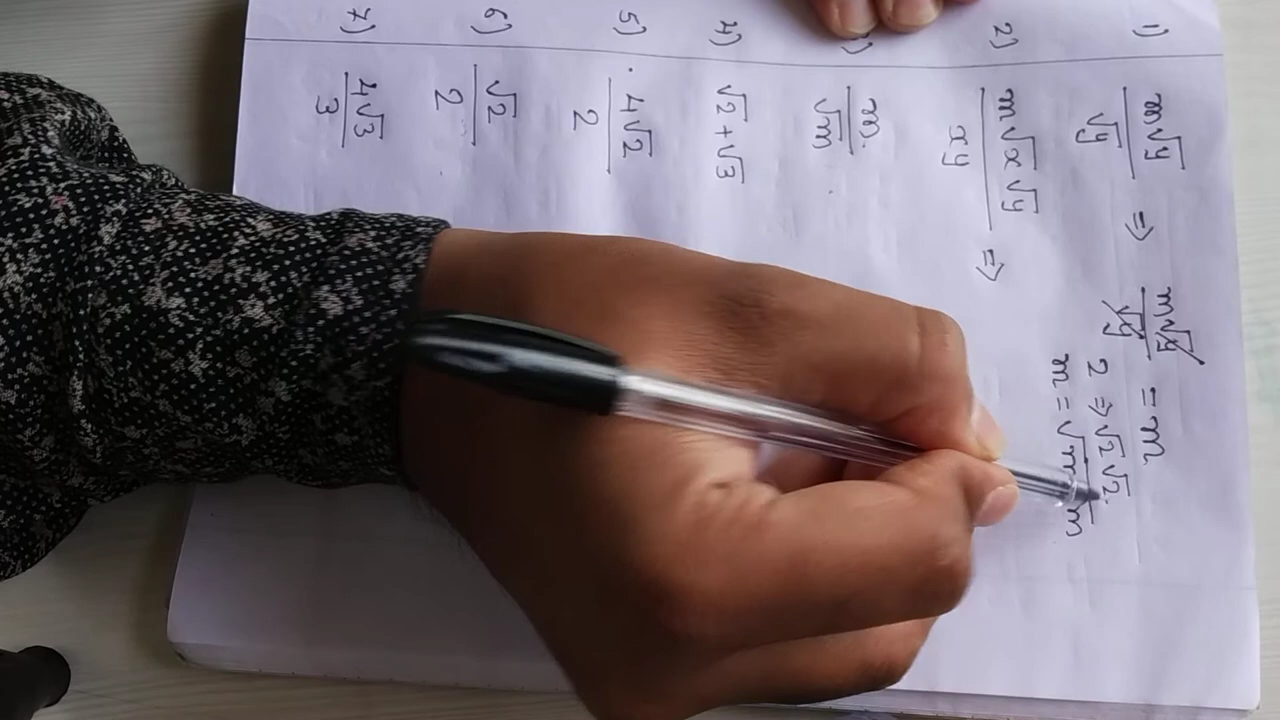 1) m√y / √y ⇒ m√y / √y = m
2 ⇒ √2 √2
m = √m √m
2) m√x√y / xy ⇒
3) m / √m
4) √2 + √3
5) 4√2 / 2
6) √2 / 2
7) 4√3 / 3